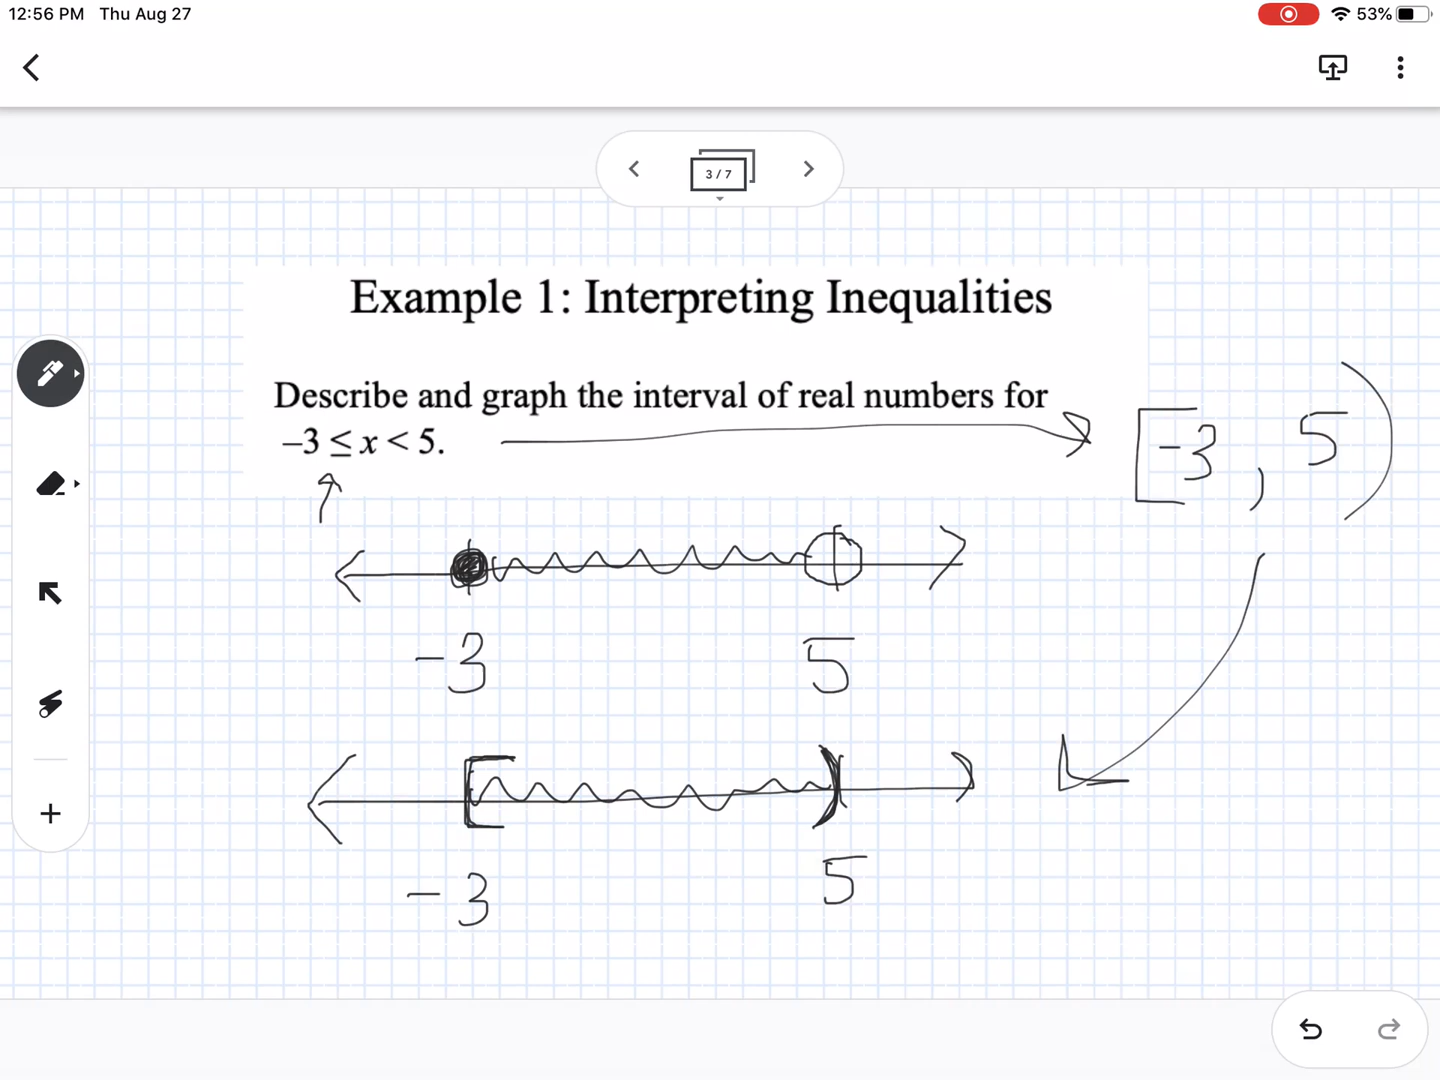 12:56 PM Thu Aug 27
53%
3 / 7
Example 1: Interpreting Inequalities
Describe and graph the interval of real numbers for
−3 ≤ x < 5.
[-3, 5)
-3 5
[ )
-3 5